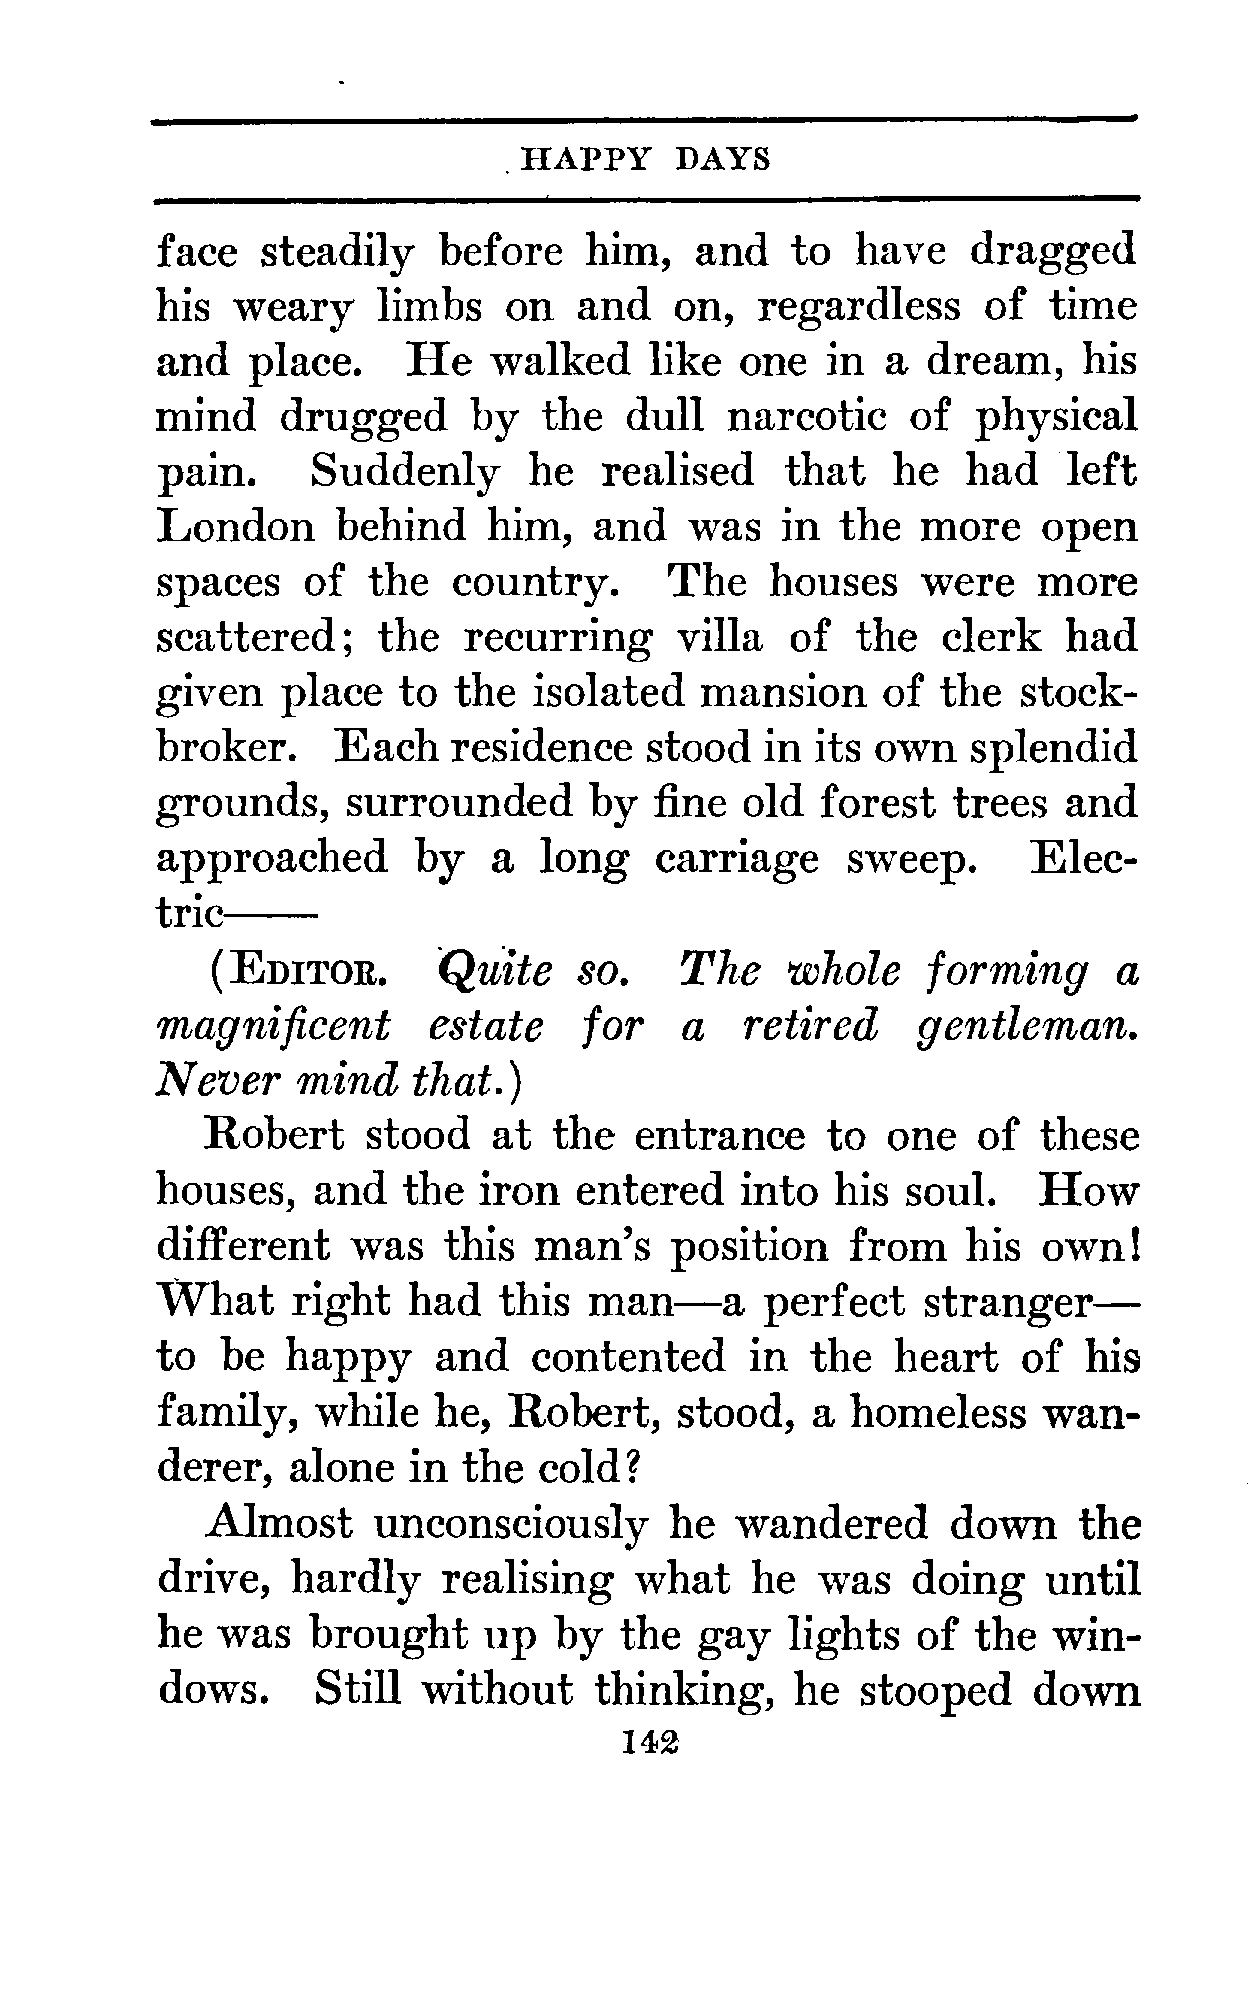 HAPPY DAYS
face steadily before him, and to have dragged
his weary limbs on and on, regardless of time
and place. He walked like one in a dream, his
mind drugged by the dull narcotic of physical
pain. Suddenly he realised that he had left
London behind him, and was in the more open
spaces of the country. The houses were more
scattered; the recurring villa of the clerk had
given place to the isolated mansion of the stock-
broker. Each residence stood in its own splendid
grounds, surrounded by fine old forest trees and
approached by a long carriage sweep. Elec-
tric——
(EDITOR. Quite so. The whole forming a
magnificent estate for a retired gentleman.
Never mind that.)
Robert stood at the entrance to one of these
houses, and the iron entered into his soul. How
different was this man's position from his own!
What right had this man—a perfect stranger—
to be happy and contented in the heart of his
family, while he, Robert, stood, a homeless wan-
derer, alone in the cold?
Almost unconsciously he wandered down the
drive, hardly realising what he was doing until
he was brought up by the gay lights of the win-
dows. Still without thinking, he stooped down
142